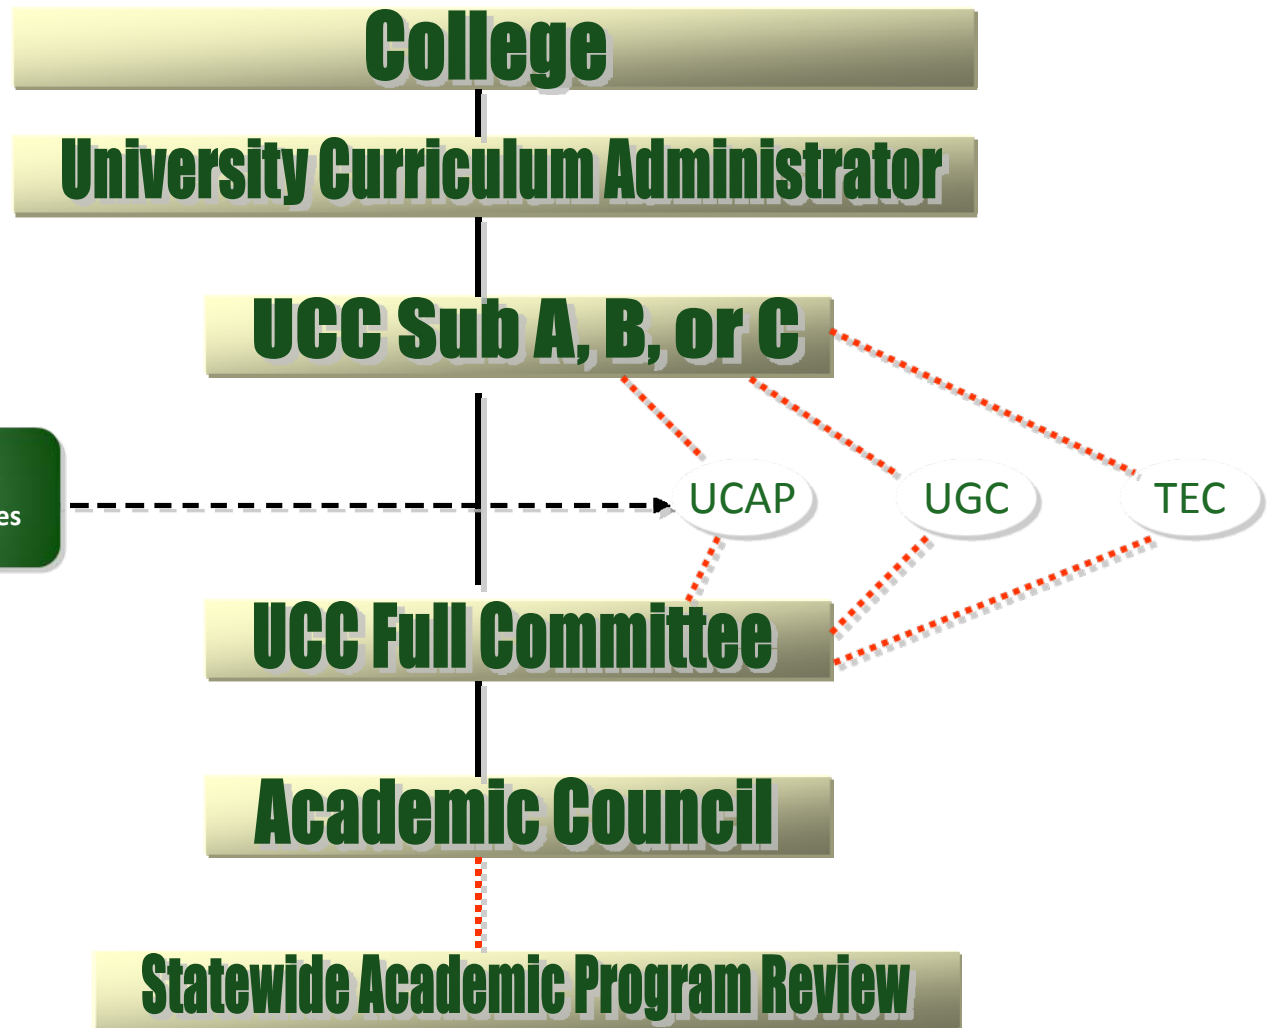 College
University Curriculum Administrator
UCC Sub A, B, or C
UCAP
UGC
TEC
UCC Full Committee
Academic Council
Statewide Academic Program Review